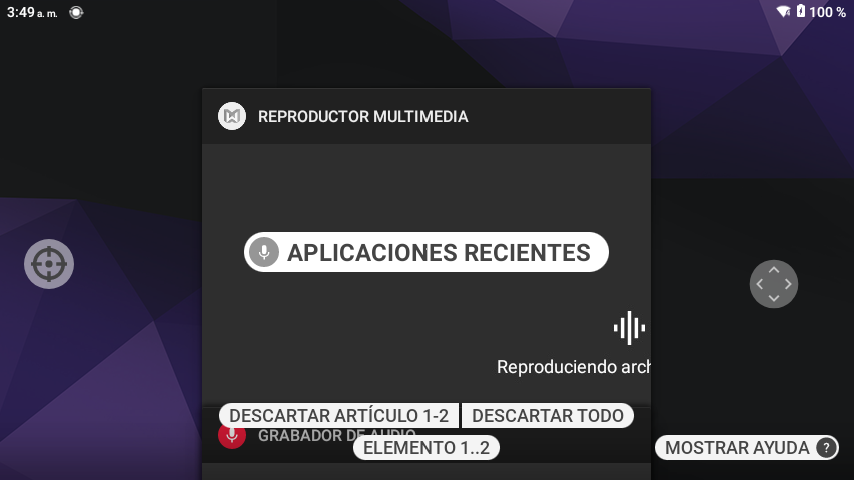 3:49 a. m.
100 %
REPRODUCTOR MULTIMEDIA
APLICACIONES RECIENTES
Reproduciendo arch
DESCARTAR ARTÍCULO 1-2
DESCARTAR TODO
GRABADOR DE AUDIO
ELEMENTO 1..2
MOSTRAR AYUDA ?